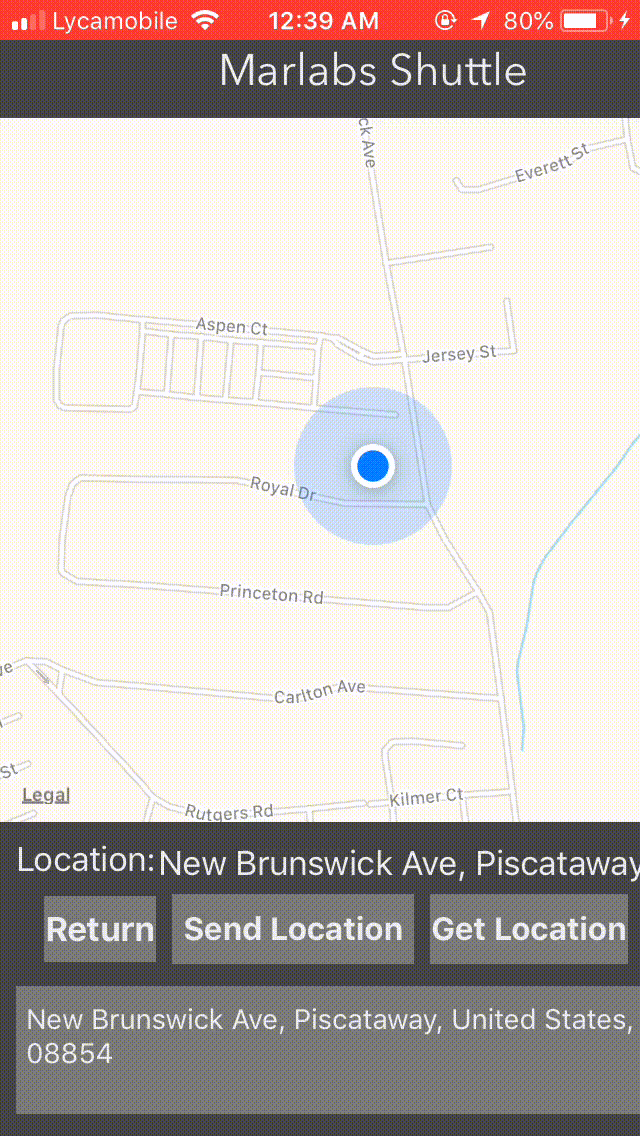 Lycamobile 12:39 AM 80%
Marlabs Shuttle
ck Ave
Everett St
Aspen Ct
Jersey St
Royal Dr
Princeton Rd
ve
Carlton Ave
St
Legal
Kilmer Ct
Rutgers Rd
Location: New Brunswick Ave, Piscataway
Return Send Location Get Location
New Brunswick Ave, Piscataway, United States,
08854